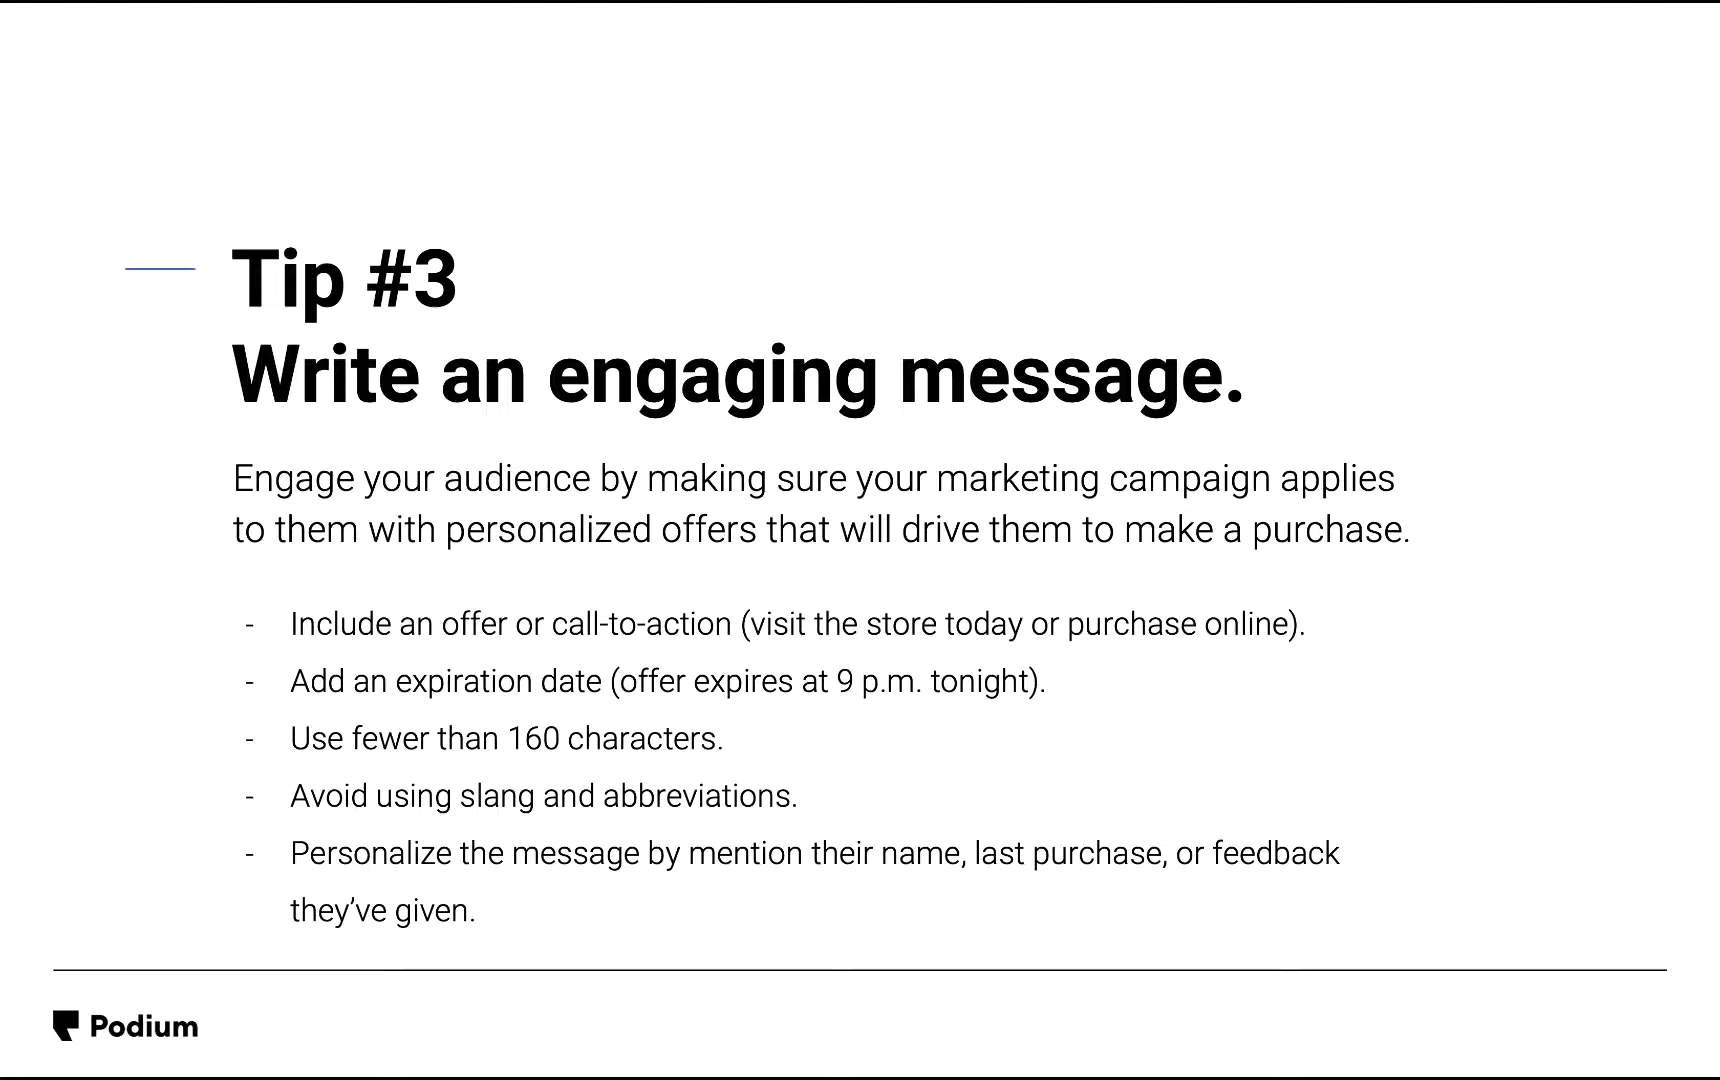 Tip #3
Write an engaging message.
Engage your audience by making sure your marketing campaign applies
to them with personalized offers that will drive them to make a purchase.
- Include an offer or call-to-action (visit the store today or purchase online).
- Add an expiration date (offer expires at 9 p.m. tonight).
- Use fewer than 160 characters.
- Avoid using slang and abbreviations.
- Personalize the message by mention their name, last purchase, or feedback
they’ve given.
Podium